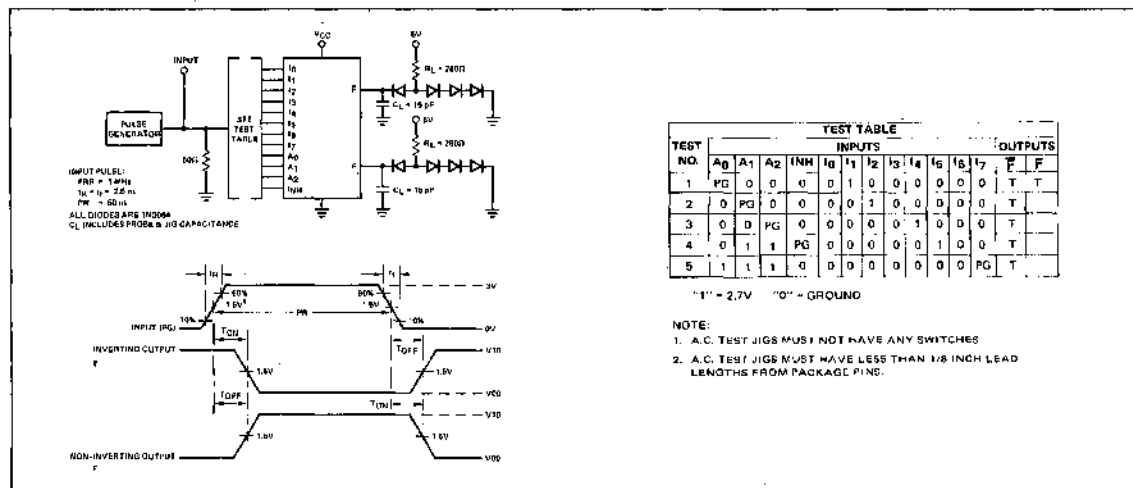 VCC
5V
INPUT
RL = 280Ω
I0
I1
I2
I3
I4
I5
I6
I7
A0
A1
A2
INH
F
CL = 15 pF
PULSE
GENERATOR
SEE
TEST
TABLE
50Ω
5V
RL = 280Ω
F
CL = 15 pF
INPUT PULSE:
PRR = 1 MHz
PW = 50 ns
ALL DIODES ARE
CL INCLUDES PROBE & JIG CAPACITANCE
90%
90%
3V
1.5V
PW
1.5V
10%
10%
INPUT (PG)
0V
TON
TOFF
INVERTING OUTPUT
F
1.5V
1.5V
TOFF
TON
1.5V
1.5V
NON-INVERTING OUTPUT
F
TEST TABLE
TEST NO. INPUTS OUTPUTS
A0 A1 A2 INH I0 I1 I2 I3 I4 I5 I6 I7 F̅ F
1 PG 0 0 0 0 1 0 0 0 0 0 0 T T
2 0 PG 0 0 0 0 1 0 0 0 0 0 T
3 0 0 PG 0 0 0 0 0 1 0 0 0 T
4 0 1 1 PG 0 0 0 0 0 1 0 0 T
5 1 1 1 0 0 0 0 0 0 0 0 PG T
"1" = 2.7V "0" = GROUND
NOTE:
1. A.C. TEST JIGS MUST NOT HAVE ANY SWITCHES
2. A.C. TEST JIGS MUST HAVE LESS THAN 1/8 INCH LEAD
LENGTHS FROM PACKAGE PINS.